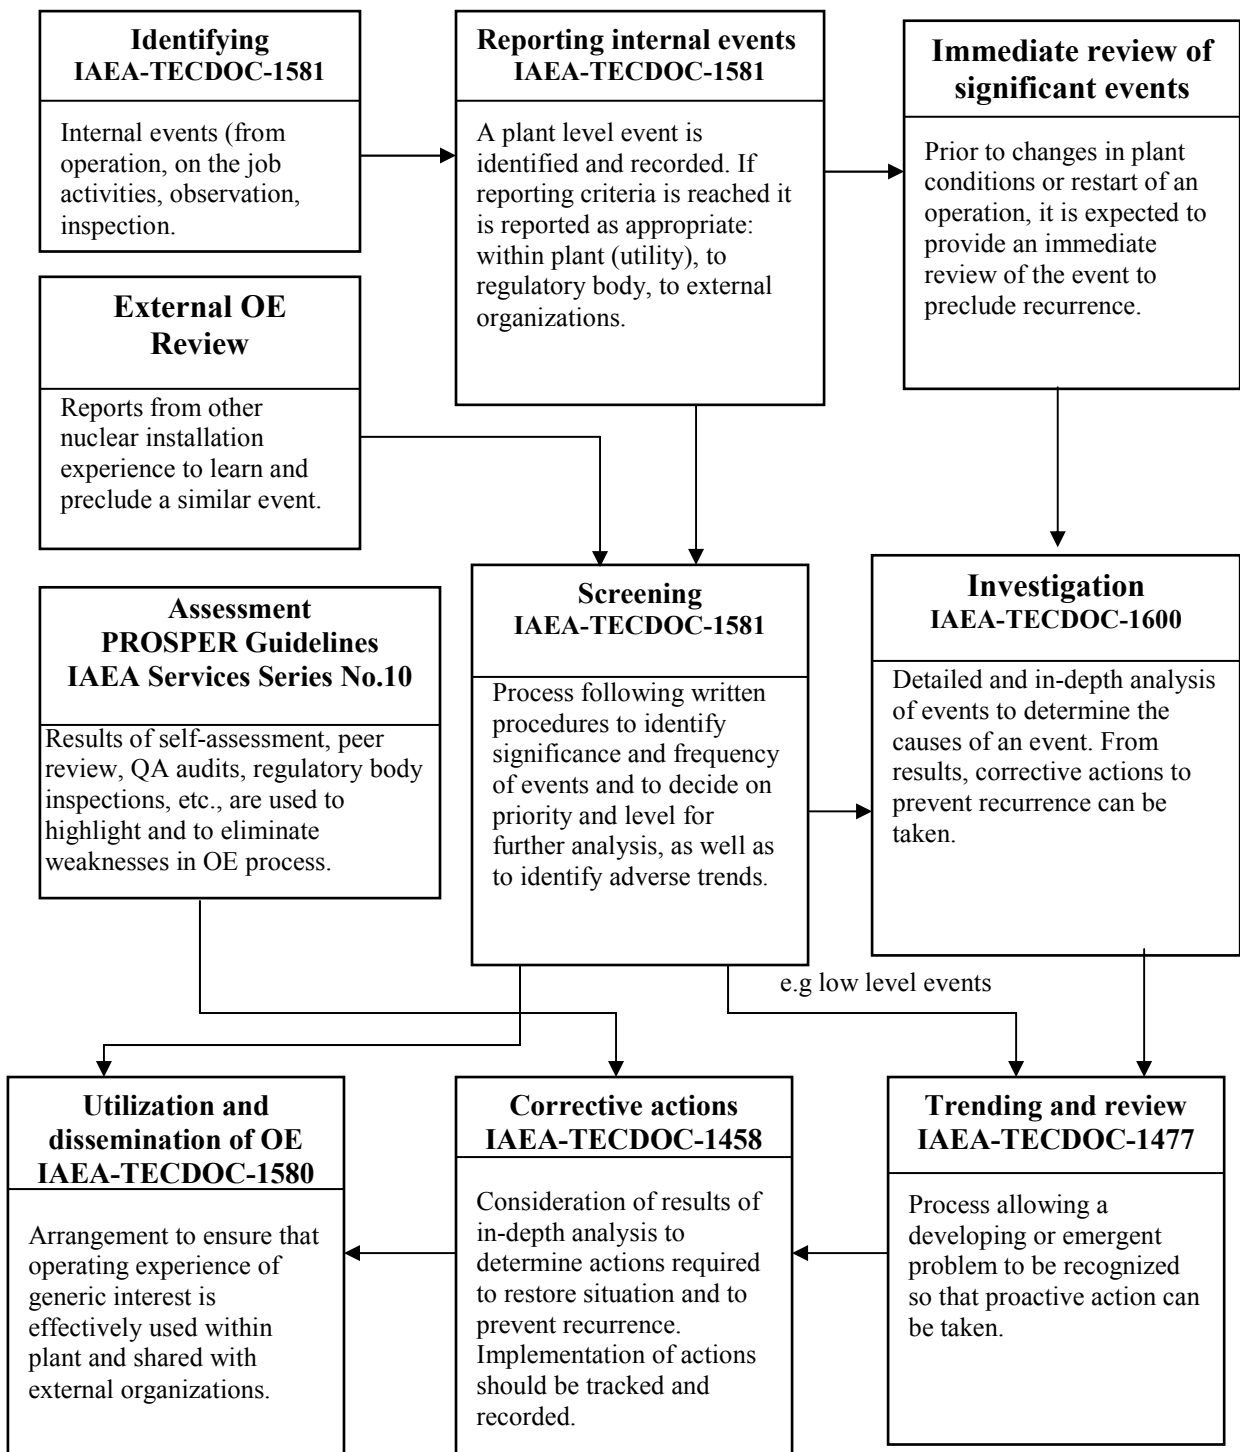 Identifying
IAEA-TECDOC-1581
Internal events (from
operation, on the job
activities, observation,
inspection.
Reporting internal events
IAEA-TECDOC-1581
A plant level event is
identified and recorded. If
reporting criteria is reached it
is reported as appropriate:
within plant (utility), to
regulatory body, to external
organizations.
Immediate review of
significant events
Prior to changes in plant
conditions or restart of an
operation, it is expected to
provide an immediate
review of the event to
preclude recurrence.
External OE
Review
Reports from other
nuclear installation
experience to learn and
preclude a similar event.
Assessment
PROSPER Guidelines
IAEA Services Series No.10
Results of self-assessment, peer
review, QA audits, regulatory body
inspections, etc., are used to
highlight and to eliminate
weaknesses in OE process.
Screening
IAEA-TECDOC-1581
Process following written
procedures to identify
significance and frequency
of events and to decide on
priority and level for
further analysis, as well as
to identify adverse trends.
Investigation
IAEA-TECDOC-1600
Detailed and in-depth analysis
of events to determine the
causes of an event. From
results, corrective actions to
prevent recurrence can be
taken.
e.g low level events
Utilization and
dissemination of OE
IAEA-TECDOC-1580
Arrangement to ensure that
operating experience of
generic interest is
effectively used within
plant and shared with
external organizations.
Corrective actions
IAEA-TECDOC-1458
Consideration of results of
in-depth analysis to
determine actions required
to restore situation and to
prevent recurrence.
Implementation of actions
should be tracked and
recorded.
Trending and review
IAEA-TECDOC-1477
Process allowing a
developing or emergent
problem to be recognized
so that proactive action can
be taken.